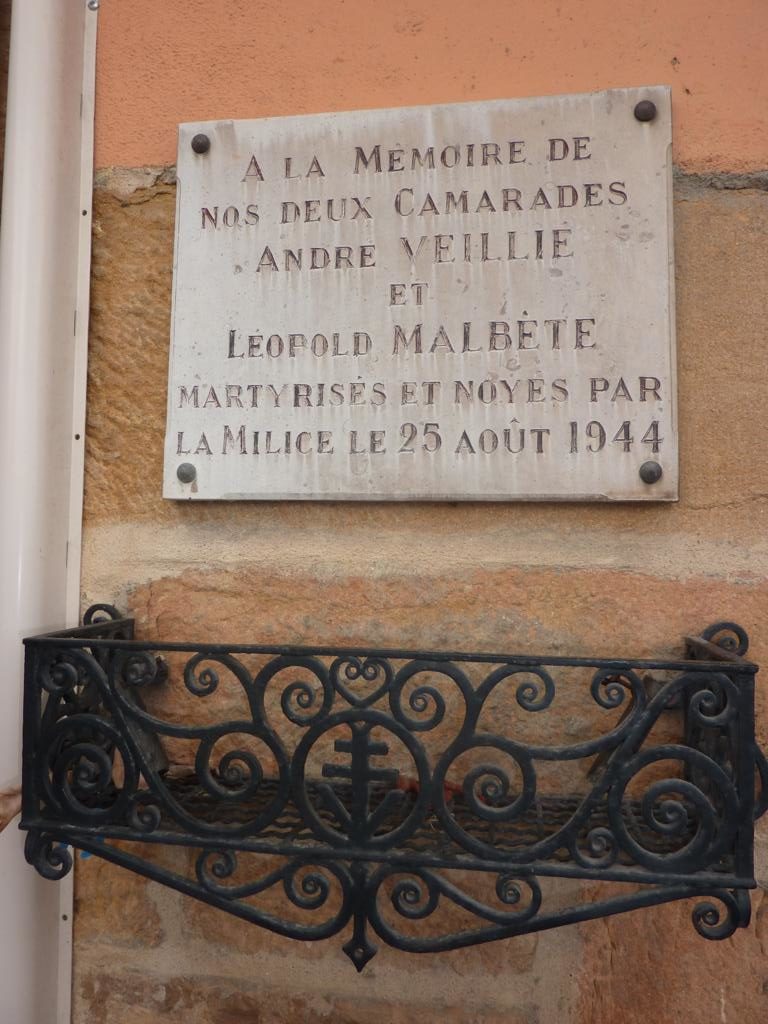 A LA MÉMOIRE DE
NOS DEUX CAMARADES
ANDRE VEILLIE
ET
LÉOPOLD MALBÈTE
MARTYRISÉS ET NOYÉS PAR
LA MILICE LE 25 AOÛT 1944